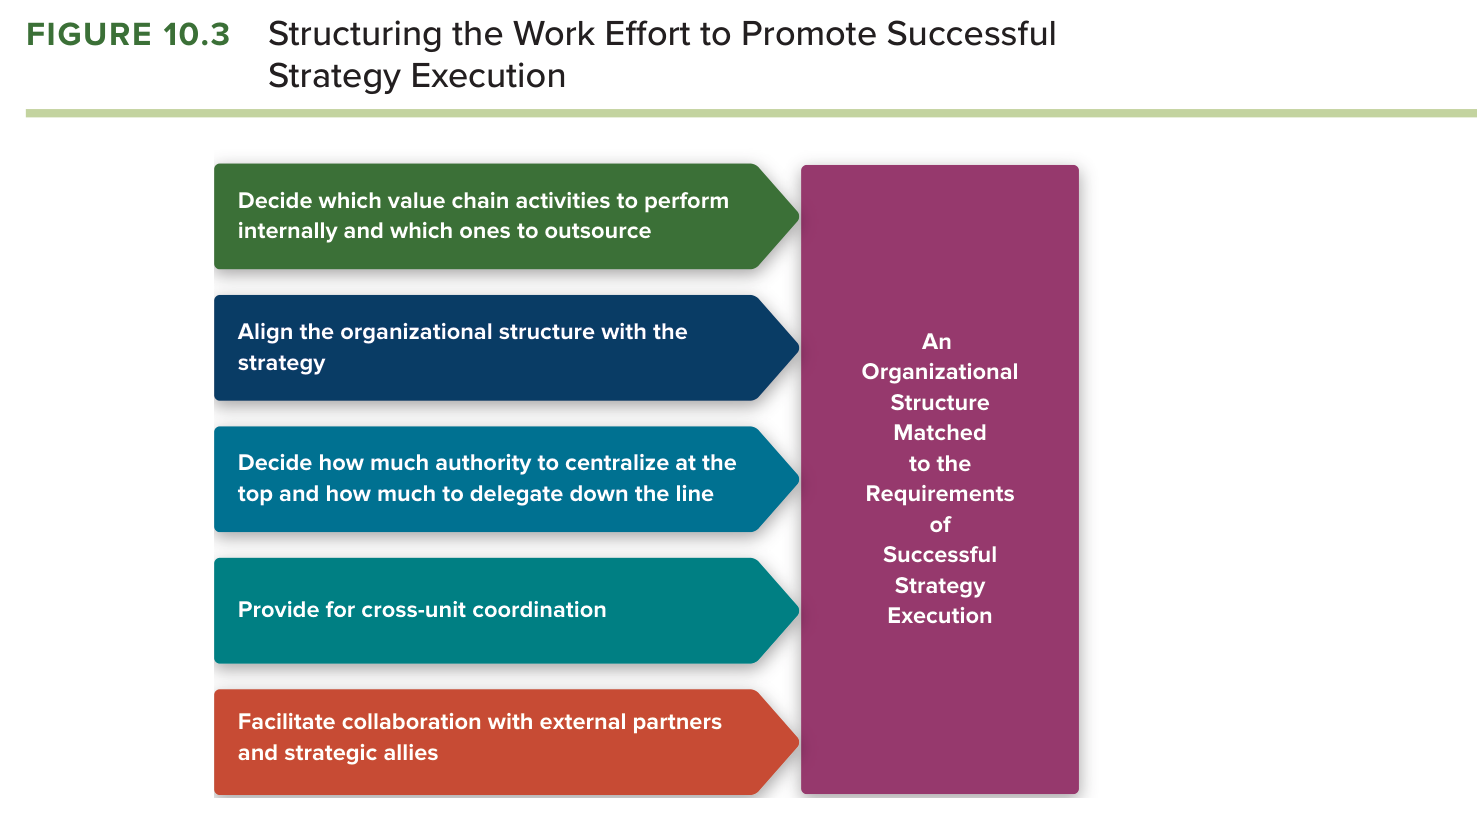 FIGURE 10.3 Structuring the Work Effort to Promote Successful
Strategy Execution
Decide which value chain activities to perform
internally and which ones to outsource
Align the organizational structure with the
strategy
Decide how much authority to centralize at the
top and how much to delegate down the line
Provide for cross-unit coordination
Facilitate collaboration with external partners
and strategic allies
An
Organizational
Structure
Matched
to the
Requirements
of
Successful
Strategy
Execution